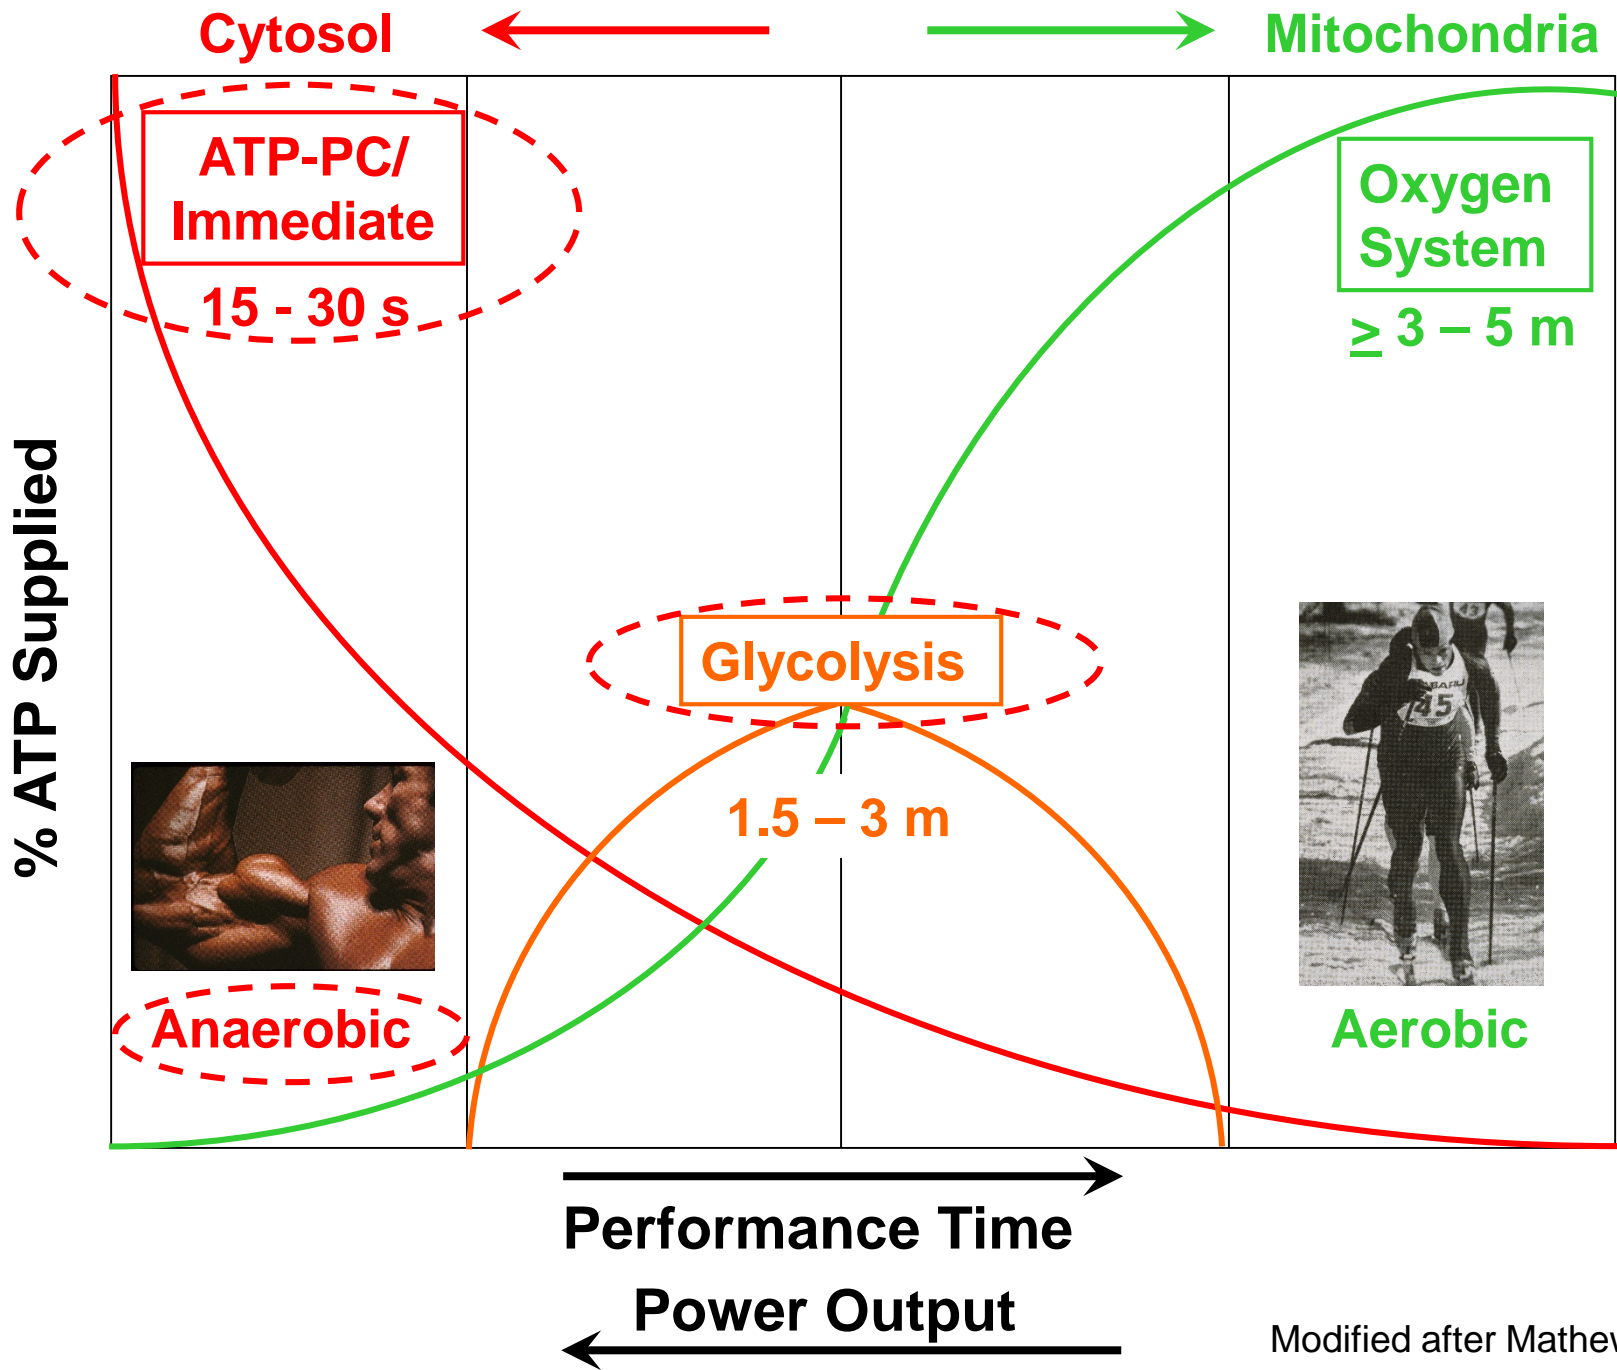 Cytosol
Mitochondria
ATP-PC/
Immediate
15 - 30 s
Oxygen
System
≥ 3 – 5 m
% ATP Supplied
Glycolysis
1.5 – 3 m
45
Anaerobic
Aerobic
Performance Time
Power Output
Modified after Mathew